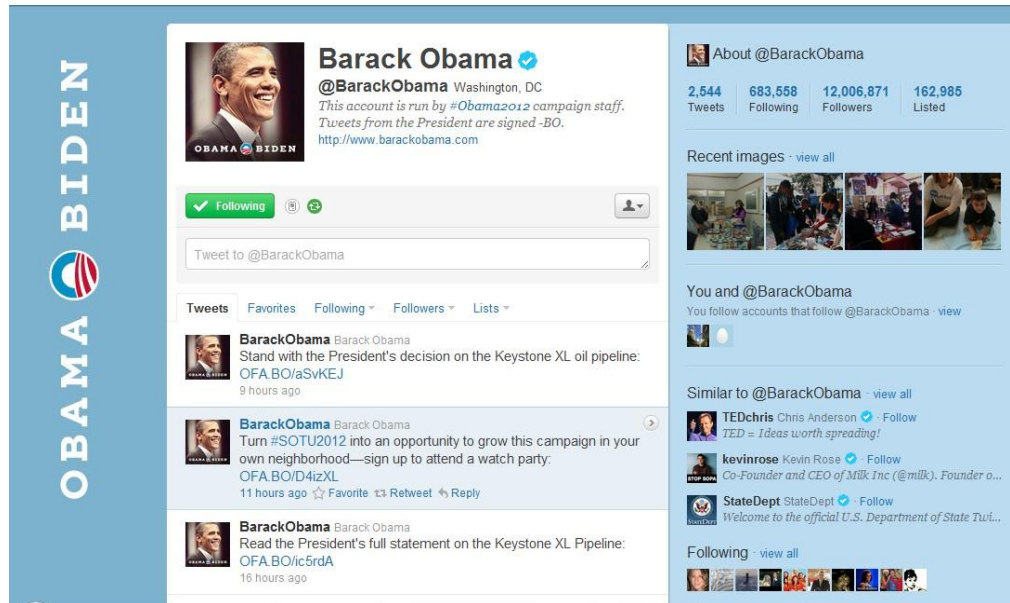 OBAMA BIDEN
Barack Obama
@BarackObama Washington, DC
This account is run by #Obama2012 campaign staff.
Tweets from the President are signed -BO.
http://www.barackobama.com
OBAMA BIDEN
Following
Tweet to @BarackObama
Tweets Favorites Following Followers Lists
BarackObama Barack Obama
Stand with the President's decision on the Keystone XL oil pipeline:
OFA.BO/aSvKEJ
9 hours ago
BarackObama Barack Obama
Turn #SOTU2012 into an opportunity to grow this campaign in your
own neighborhood—sign up to attend a watch party:
OFA.BO/D4izXL
11 hours ago Favorite Retweet Reply
BarackObama Barack Obama
Read the President's full statement on the Keystone XL Pipeline:
OFA.BO/ic5rdA
16 hours ago
About @BarackObama
2,544 683,558 12,006,871 162,985
Tweets Following Followers Listed
Recent images · view all
You and @BarackObama
You follow accounts that follow @BarackObama · view
Similar to @BarackObama · view all
TEDchris Chris Anderson · Follow
TED = Ideas worth spreading!
kevinrose Kevin Rose · Follow
Co-Founder and CEO of Milk Inc (@milk). Founder o...
STOP SOPA
StateDept StateDept · Follow
Welcome to the official U.S. Department of State Twi...
STATEDEPT
Following · view all